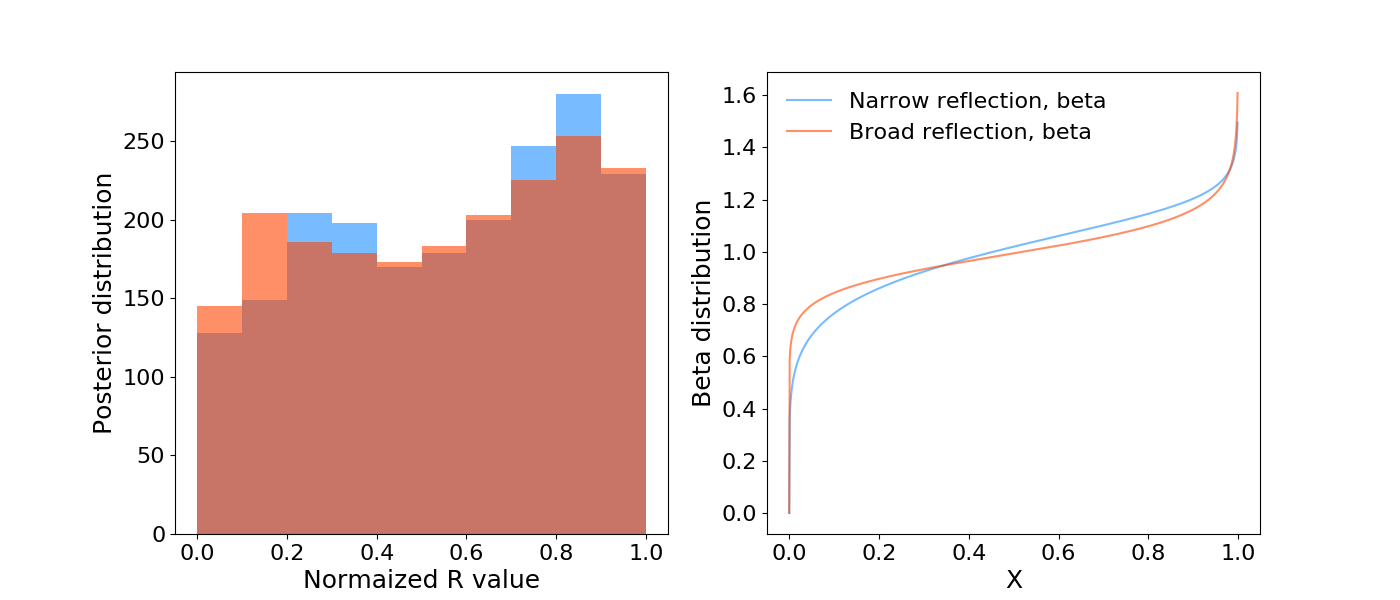 Posterior distribution
250
200
150
100
50
0
0.0 0.2 0.4 0.6 0.8 1.0
Normaized R value
Beta distribution
1.6
1.4
1.2
1.0
0.8
0.6
0.4
0.2
0.0
Narrow reflection, beta
Broad reflection, beta
0.0 0.2 0.4 0.6 0.8 1.0
X